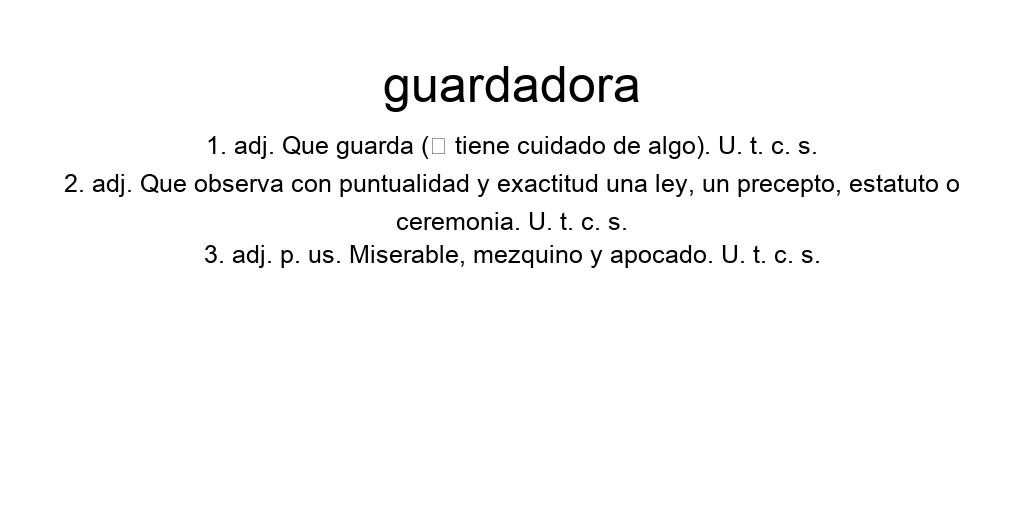 guardadora
1. adj. Que guarda (□ tiene cuidado de algo). U. t. c. s.
2. adj. Que observa con puntualidad y exactitud una ley, un precepto, estatuto o
ceremonia. U. t. c. s.
3. adj. p. us. Miserable, mezquino y apocado. U. t. c. s.